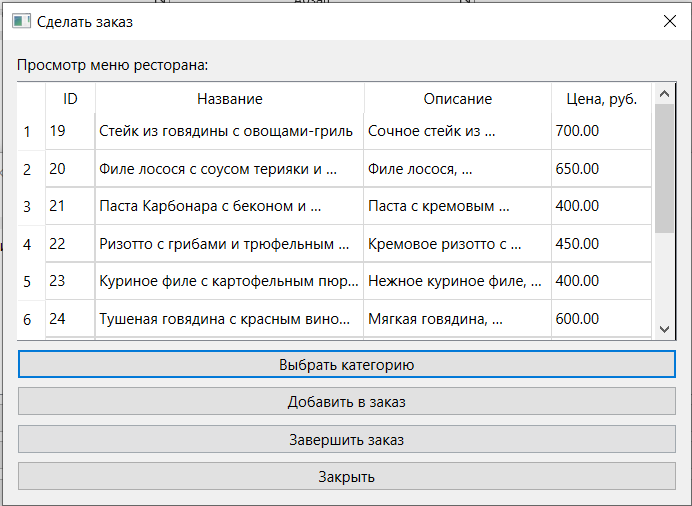 Сделать заказ
Просмотр меню ресторана:
ID Название Описание Цена, руб.
1 19 Стейк из говядины с овощами-гриль Сочное стейк из ... 700.00
2 20 Филе лосося с соусом терияки и ... Филе лосося, ... 650.00
3 21 Паста Карбонара с беконом и ... Паста с кремовым ... 400.00
4 22 Ризотто с грибами и трюфельным ... Кремовое ризотто с ... 450.00
5 23 Куриное филе с картофельным пюр... Нежное куриное филе, ... 400.00
6 24 Тушеная говядина с красным вино... Мягкая говядина, ... 600.00
Выбрать категорию
Добавить в заказ
Завершить заказ
Закрыть